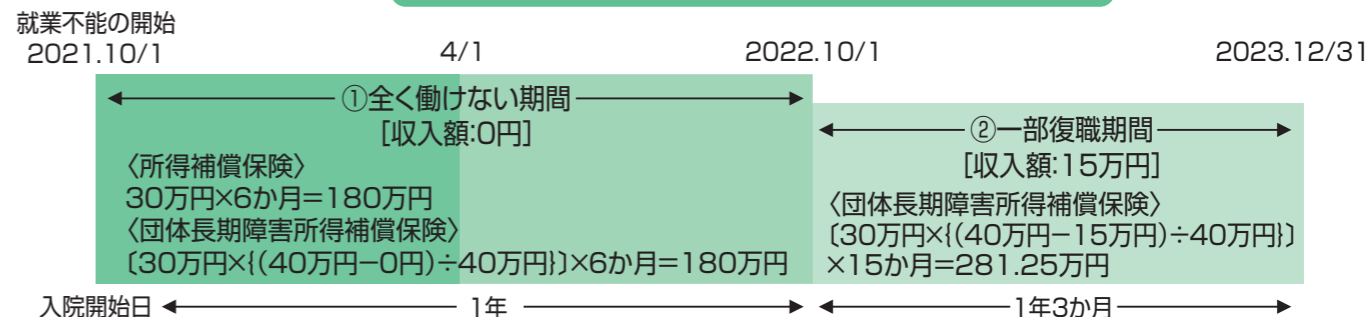 就業不能の開始
2021.10/1 4/1 2022.10/1 2023.12/31
①全く働けない期間
[収入額:0円]
〈所得補償保険〉
30万円×6か月=180万円
〈団体長期障害所得補償保険〉
〔30万円×{(40万円−0円)÷40万円}〕×6か月=180万円
②一部復職期間
[収入額:15万円]
〈団体長期障害所得補償保険〉
〔30万円×{(40万円−15万円)÷40万円}〕
×15か月=281.25万円
入院開始日 1年 1年3か月